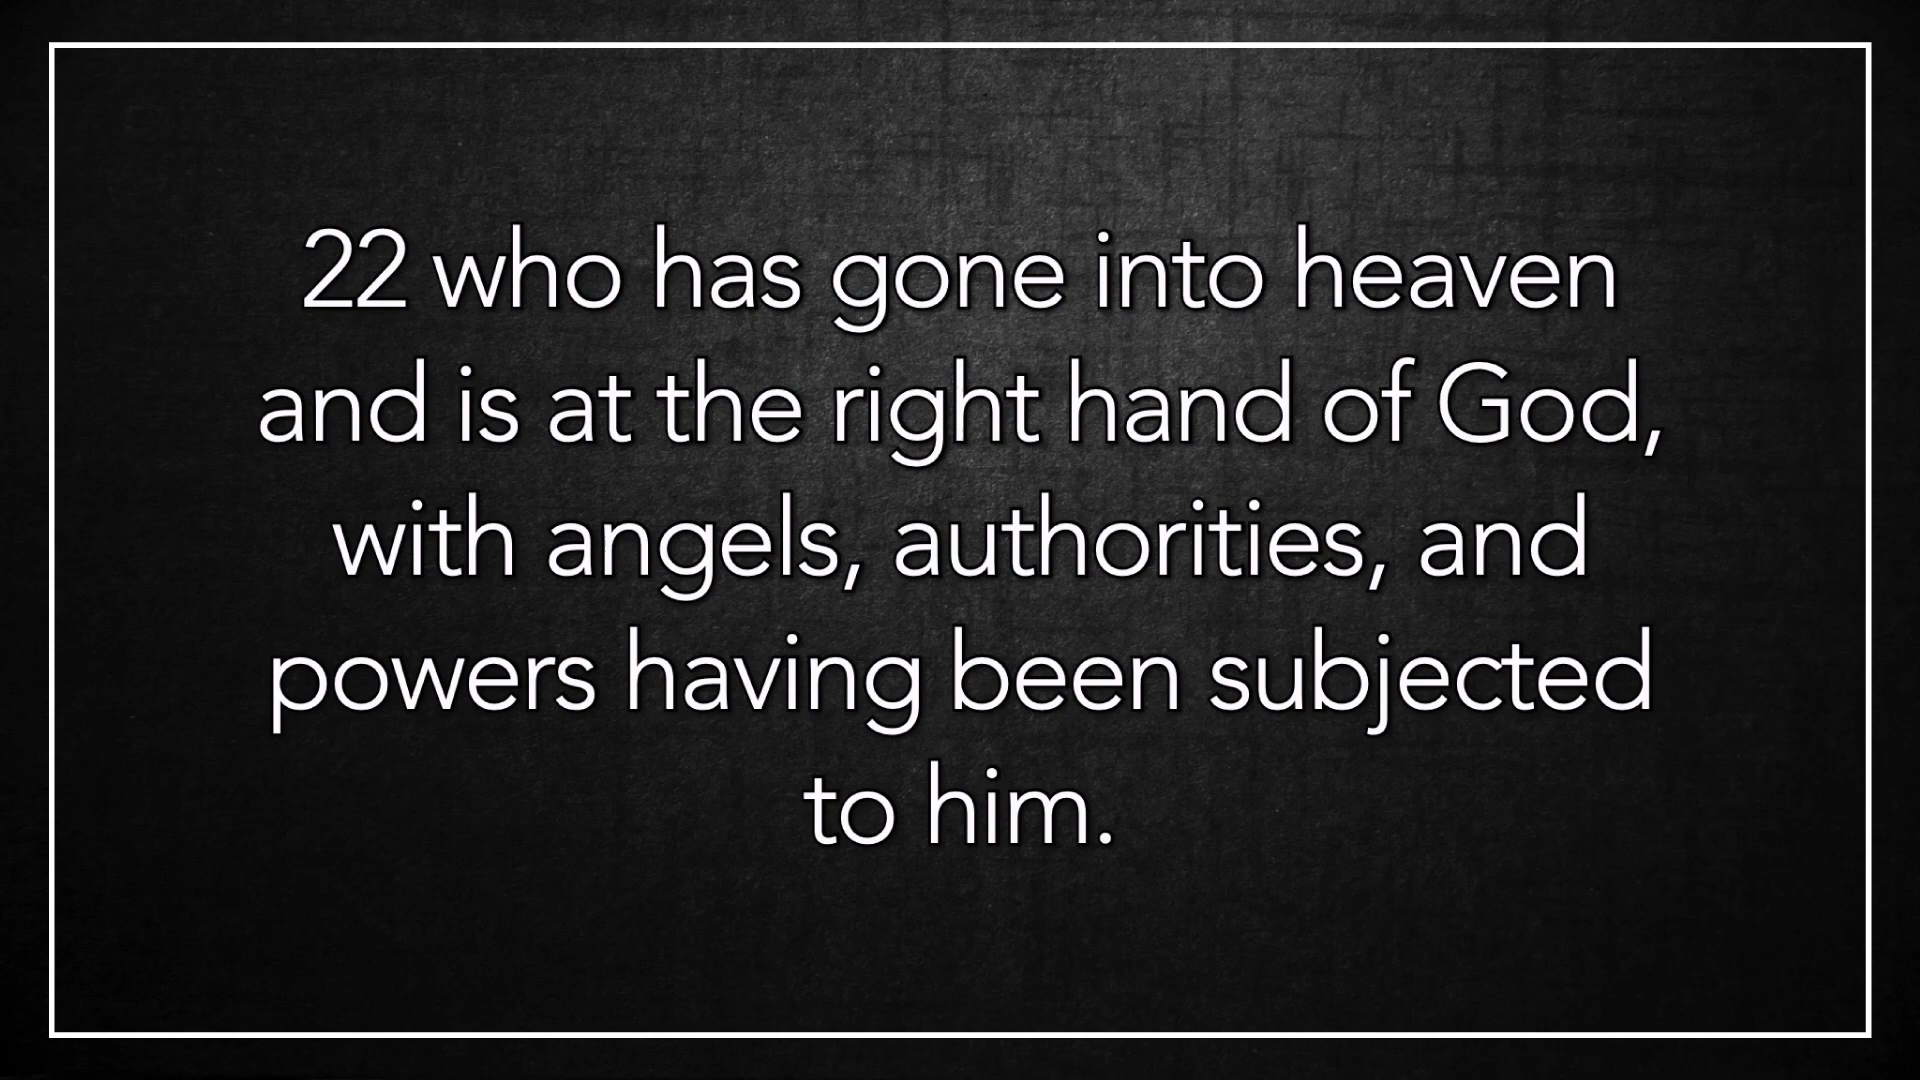 22 who has gone into heaven
and is at the right hand of God,
with angels, authorities, and
powers having been subjected
to him.